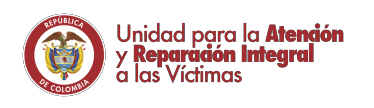 REPÚBLICA
DE COLOMBIA
Unidad para la Atención
y Reparación Integral
a las Víctimas